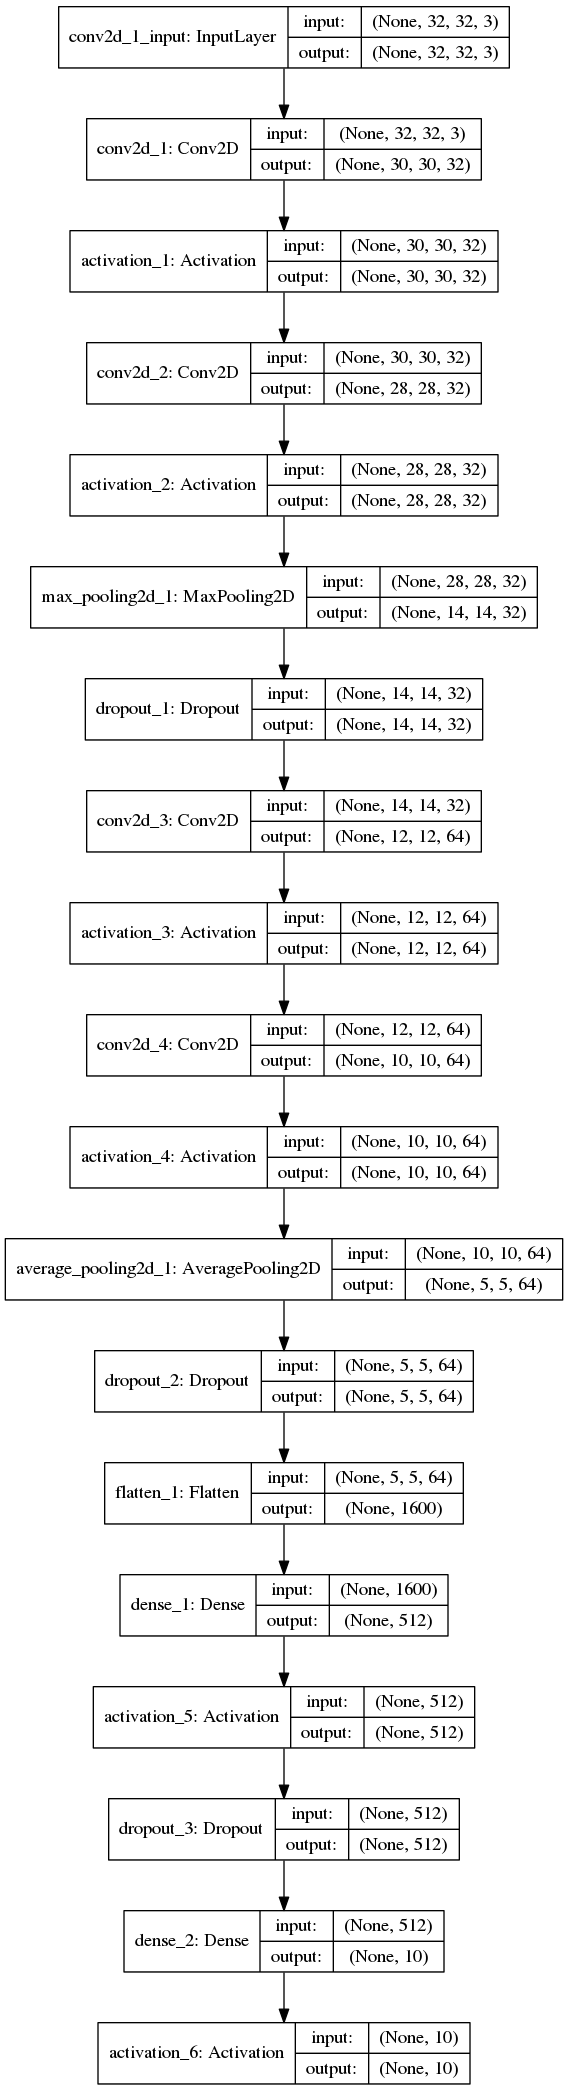 conv2d_1_input: InputLayer input: (None, 32, 32, 3)
output: (None, 32, 32, 3)
conv2d_1: Conv2D input: (None, 32, 32, 3)
output: (None, 30, 30, 32)
activation_1: Activation input: (None, 30, 30, 32)
output: (None, 30, 30, 32)
conv2d_2: Conv2D input: (None, 30, 30, 32)
output: (None, 28, 28, 32)
activation_2: Activation input: (None, 28, 28, 32)
output: (None, 28, 28, 32)
max_pooling2d_1: MaxPooling2D input: (None, 28, 28, 32)
output: (None, 14, 14, 32)
dropout_1: Dropout input: (None, 14, 14, 32)
output: (None, 14, 14, 32)
conv2d_3: Conv2D input: (None, 14, 14, 32)
output: (None, 12, 12, 64)
activation_3: Activation input: (None, 12, 12, 64)
output: (None, 12, 12, 64)
conv2d_4: Conv2D input: (None, 12, 12, 64)
output: (None, 10, 10, 64)
activation_4: Activation input: (None, 10, 10, 64)
output: (None, 10, 10, 64)
average_pooling2d_1: AveragePooling2D input: (None, 10, 10, 64)
output: (None, 5, 5, 64)
dropout_2: Dropout input: (None, 5, 5, 64)
output: (None, 5, 5, 64)
flatten_1: Flatten input: (None, 5, 5, 64)
output: (None, 1600)
dense_1: Dense input: (None, 1600)
output: (None, 512)
activation_5: Activation input: (None, 512)
output: (None, 512)
dropout_3: Dropout input: (None, 512)
output: (None, 512)
dense_2: Dense input: (None, 512)
output: (None, 10)
activation_6: Activation input: (None, 10)
output: (None, 10)